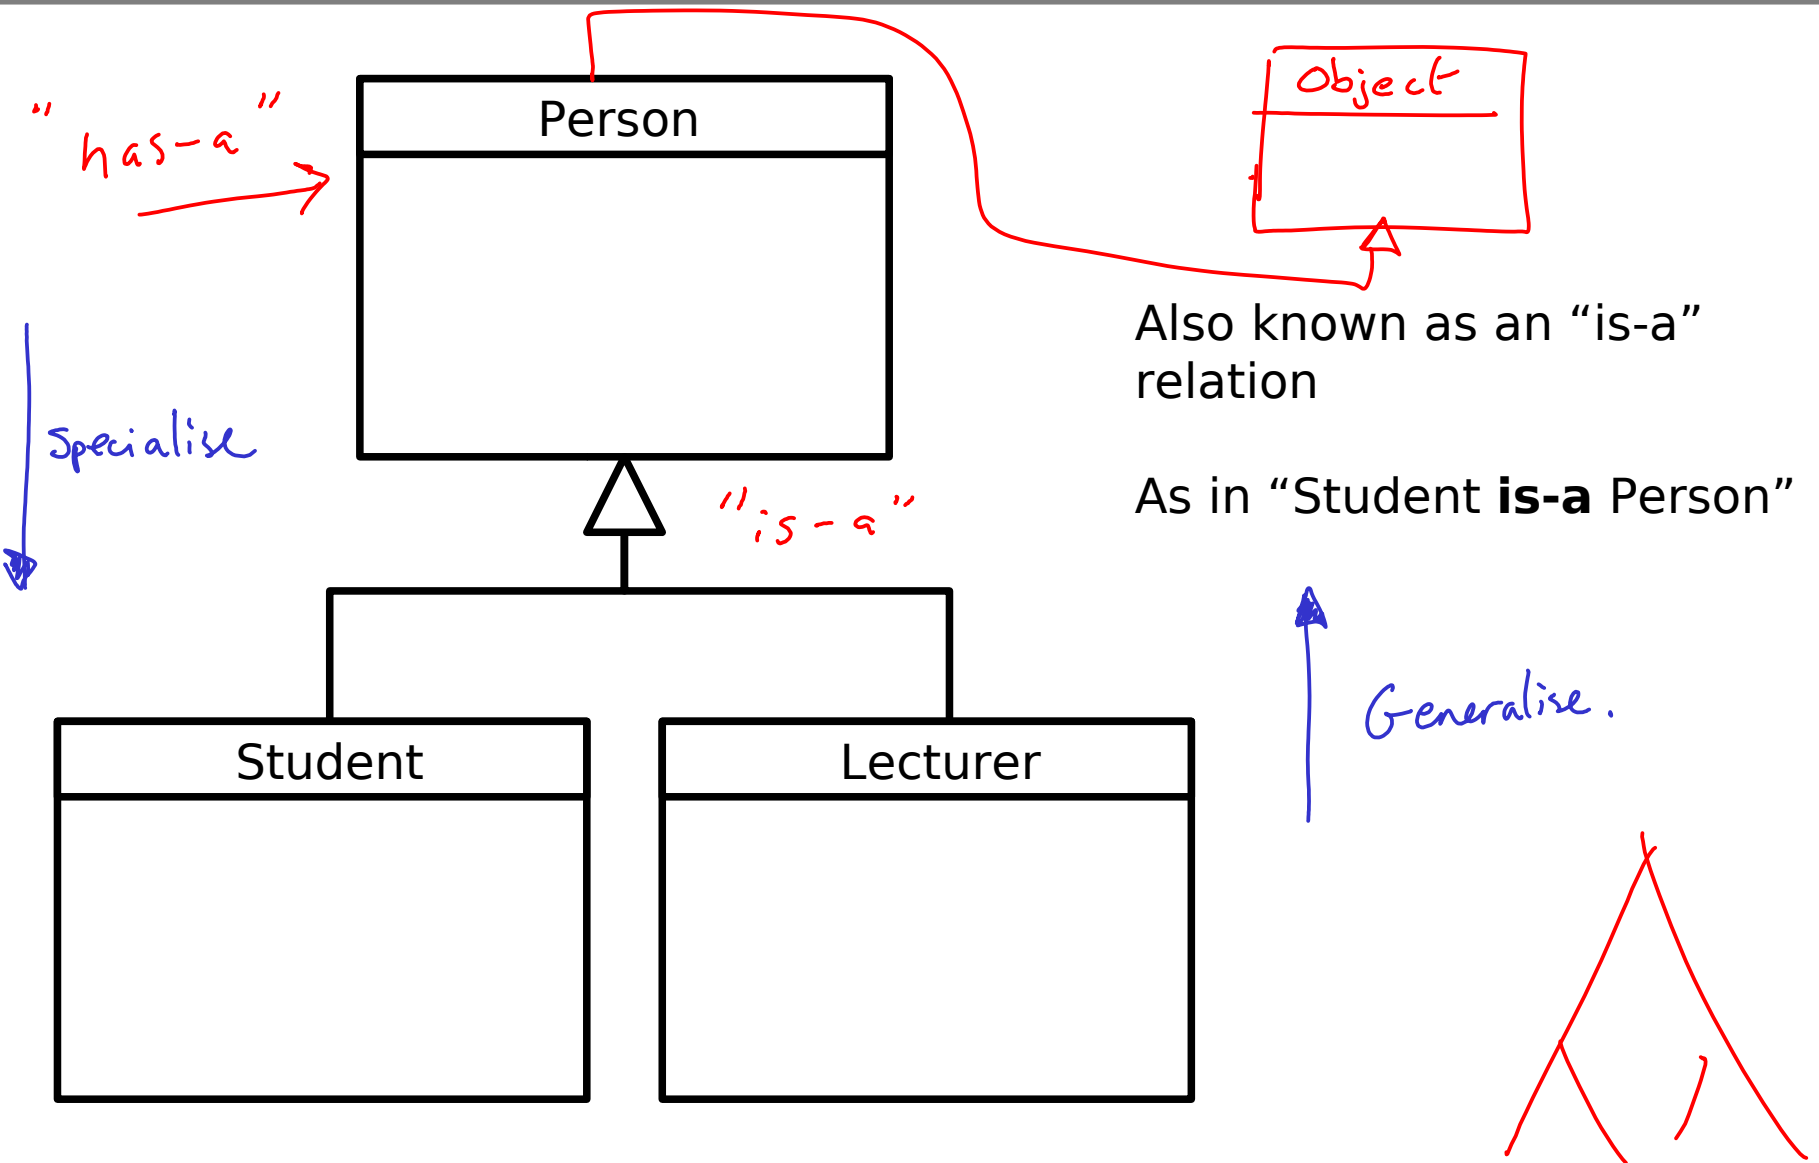 Object
Person
" has-a "
Also known as an “is-a”
relation
Specialise
As in “Student is-a Person”
"is-a"
Generalise.
Student
Lecturer